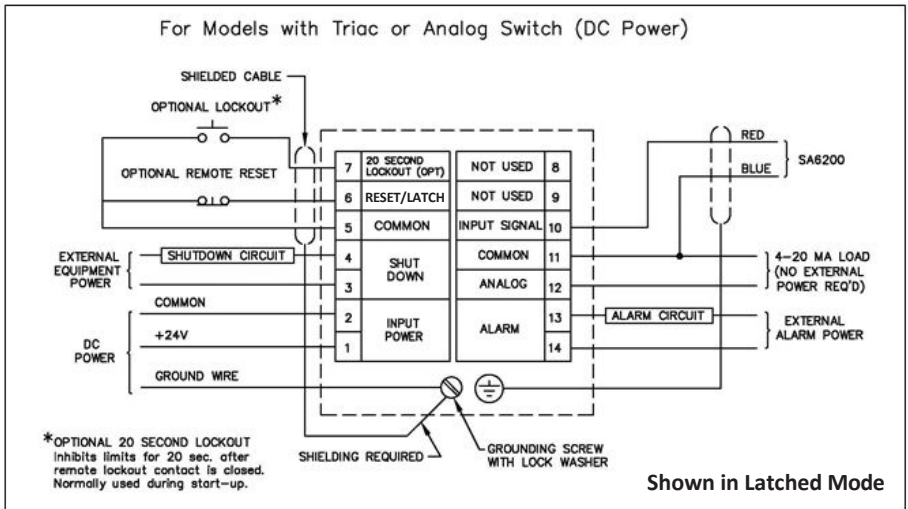 For Models with Triac or Analog Switch (DC Power)
SHIELDED CABLE
OPTIONAL LOCKOUT*
OPTIONAL REMOTE RESET
EXTERNAL
EQUIPMENT
POWER
SHUTDOWN CIRCUIT
COMMON
+24V
DC
POWER
GROUND WIRE
7 20 SECOND
LOCKOUT (OPT)
6 RESET/LATCH
5 COMMON
4
SHUT
DOWN
3
2
INPUT
POWER
1
NOT USED 8
NOT USED 9
INPUT SIGNAL 10
COMMON 11
ANALOG 12
13
ALARM
14
RED
BLUE
SA6200
4-20 MA LOAD
(NO EXTERNAL
POWER REQ'D)
ALARM CIRCUIT
EXTERNAL
ALARM POWER
*OPTIONAL 20 SECOND LOCKOUT
Inhibits limits for 20 sec. after
remote lockout contact is closed.
Normally used during start-up.
SHIELDING REQUIRED
GROUNDING SCREW
WITH LOCK WASHER
Shown in Latched Mode